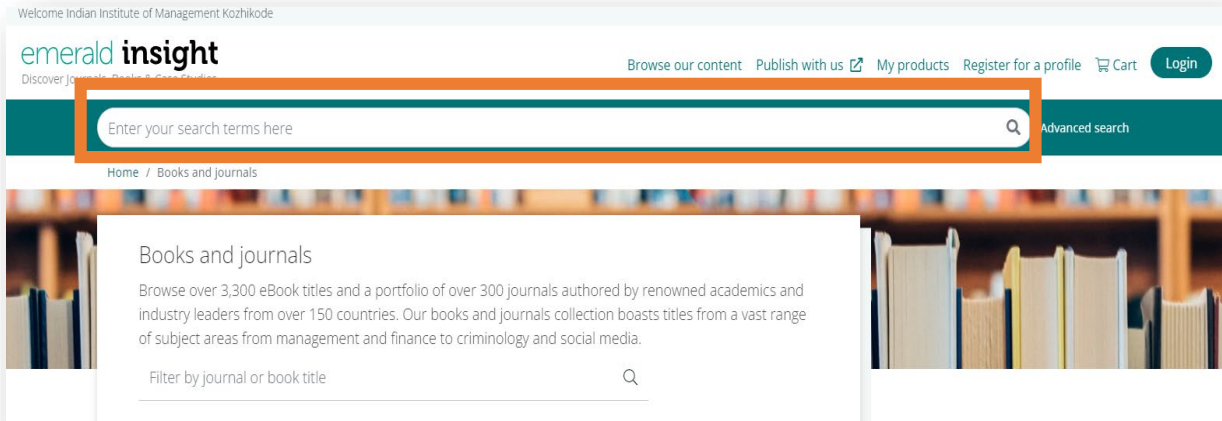 Welcome Indian Institute of Management Kozhikode
emerald insight
Discover Journals, Books & Case Studies
Browse our content Publish with us My products Register for a profile Cart Login
Enter your search terms here
Advanced search
Home / Books and journals
Books and journals
Browse over 3,300 eBook titles and a portfolio of over 300 journals authored by renowned academics and
industry leaders from over 150 countries. Our books and journals collection boasts titles from a vast range
of subject areas from management and finance to criminology and social media.
Filter by journal or book title